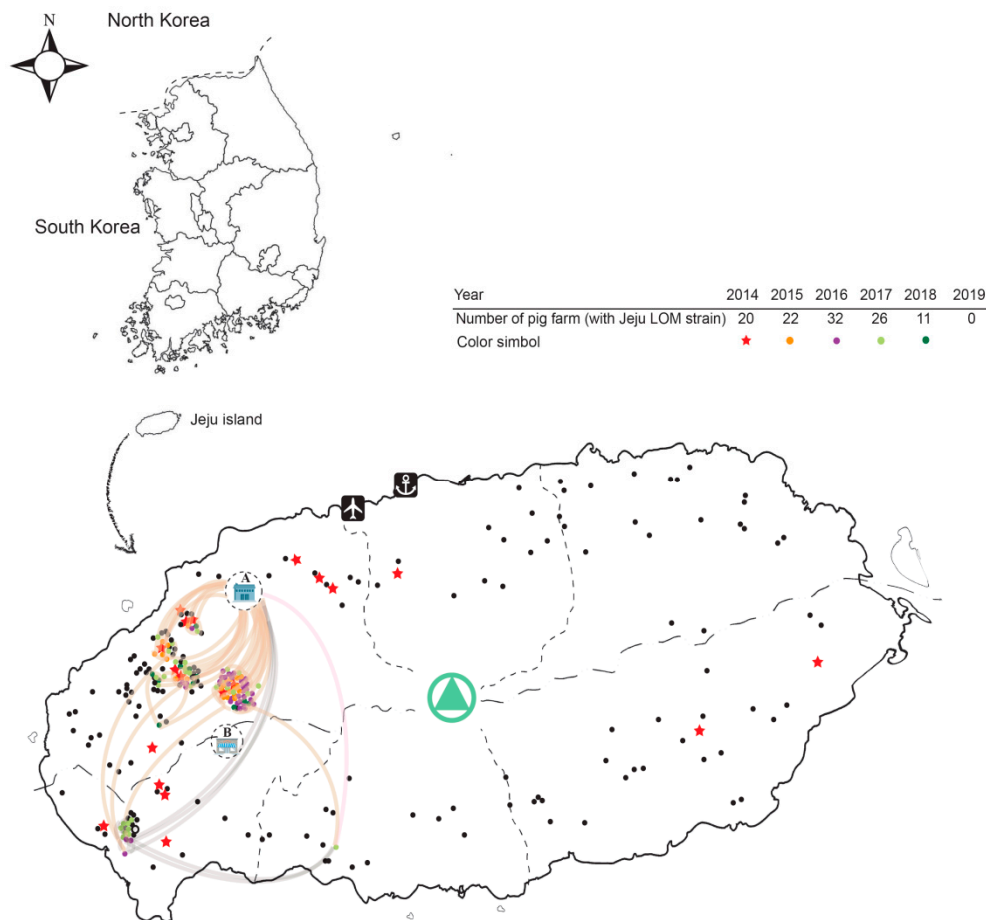 N
North Korea
South Korea
Year 2014 2015 2016 2017 2018 2019
Number of pig farm (with Jeju LOM strain) 20 22 32 26 11 0
Color simbol
Jeju island
A
B